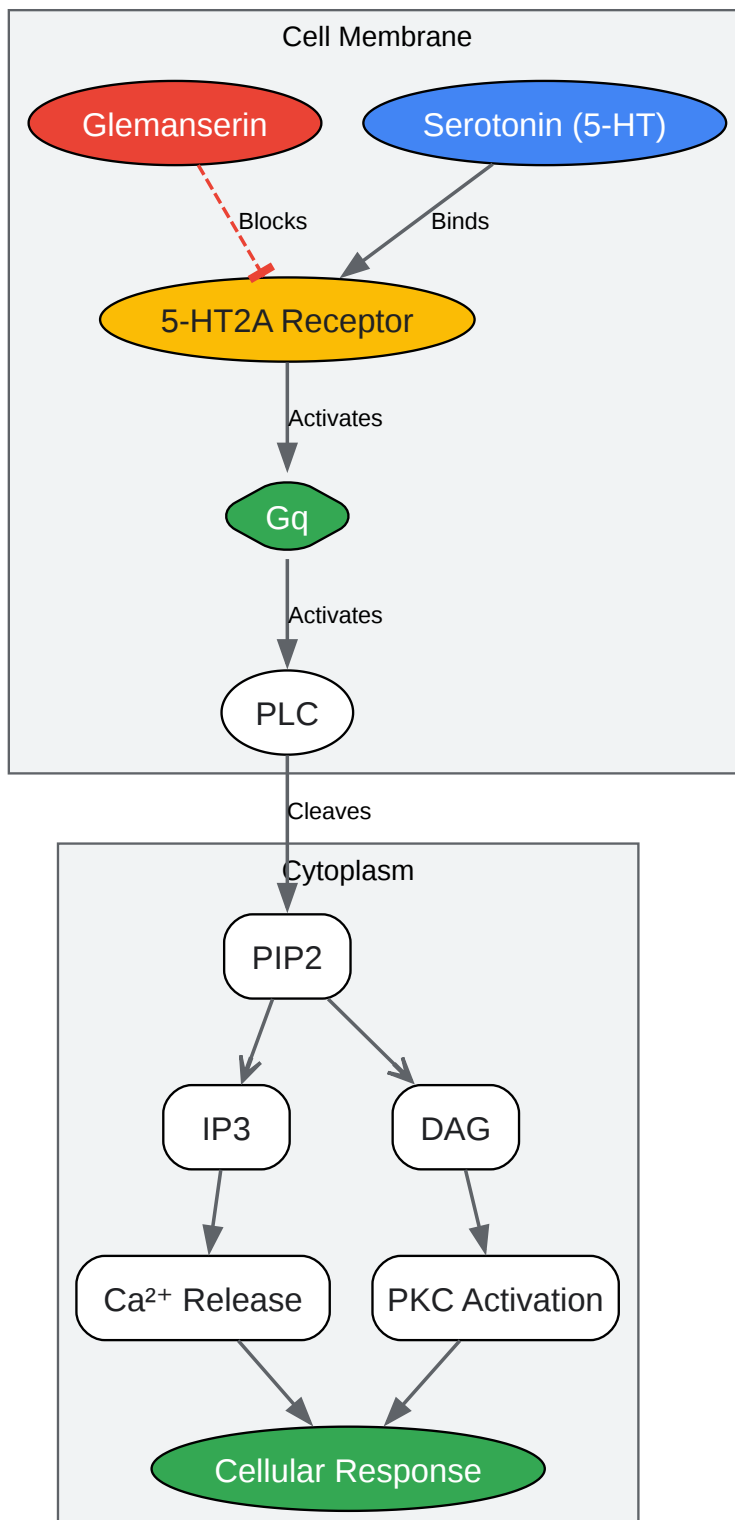 Cell Membrane
Glemanserin
Serotonin (5-HT)
Blocks
Binds
5-HT2A Receptor
Activates
Gq
Activates
PLC
Cleaves
Cytoplasm
PIP2
IP3
DAG
Ca²⁺ Release
PKC Activation
Cellular Response